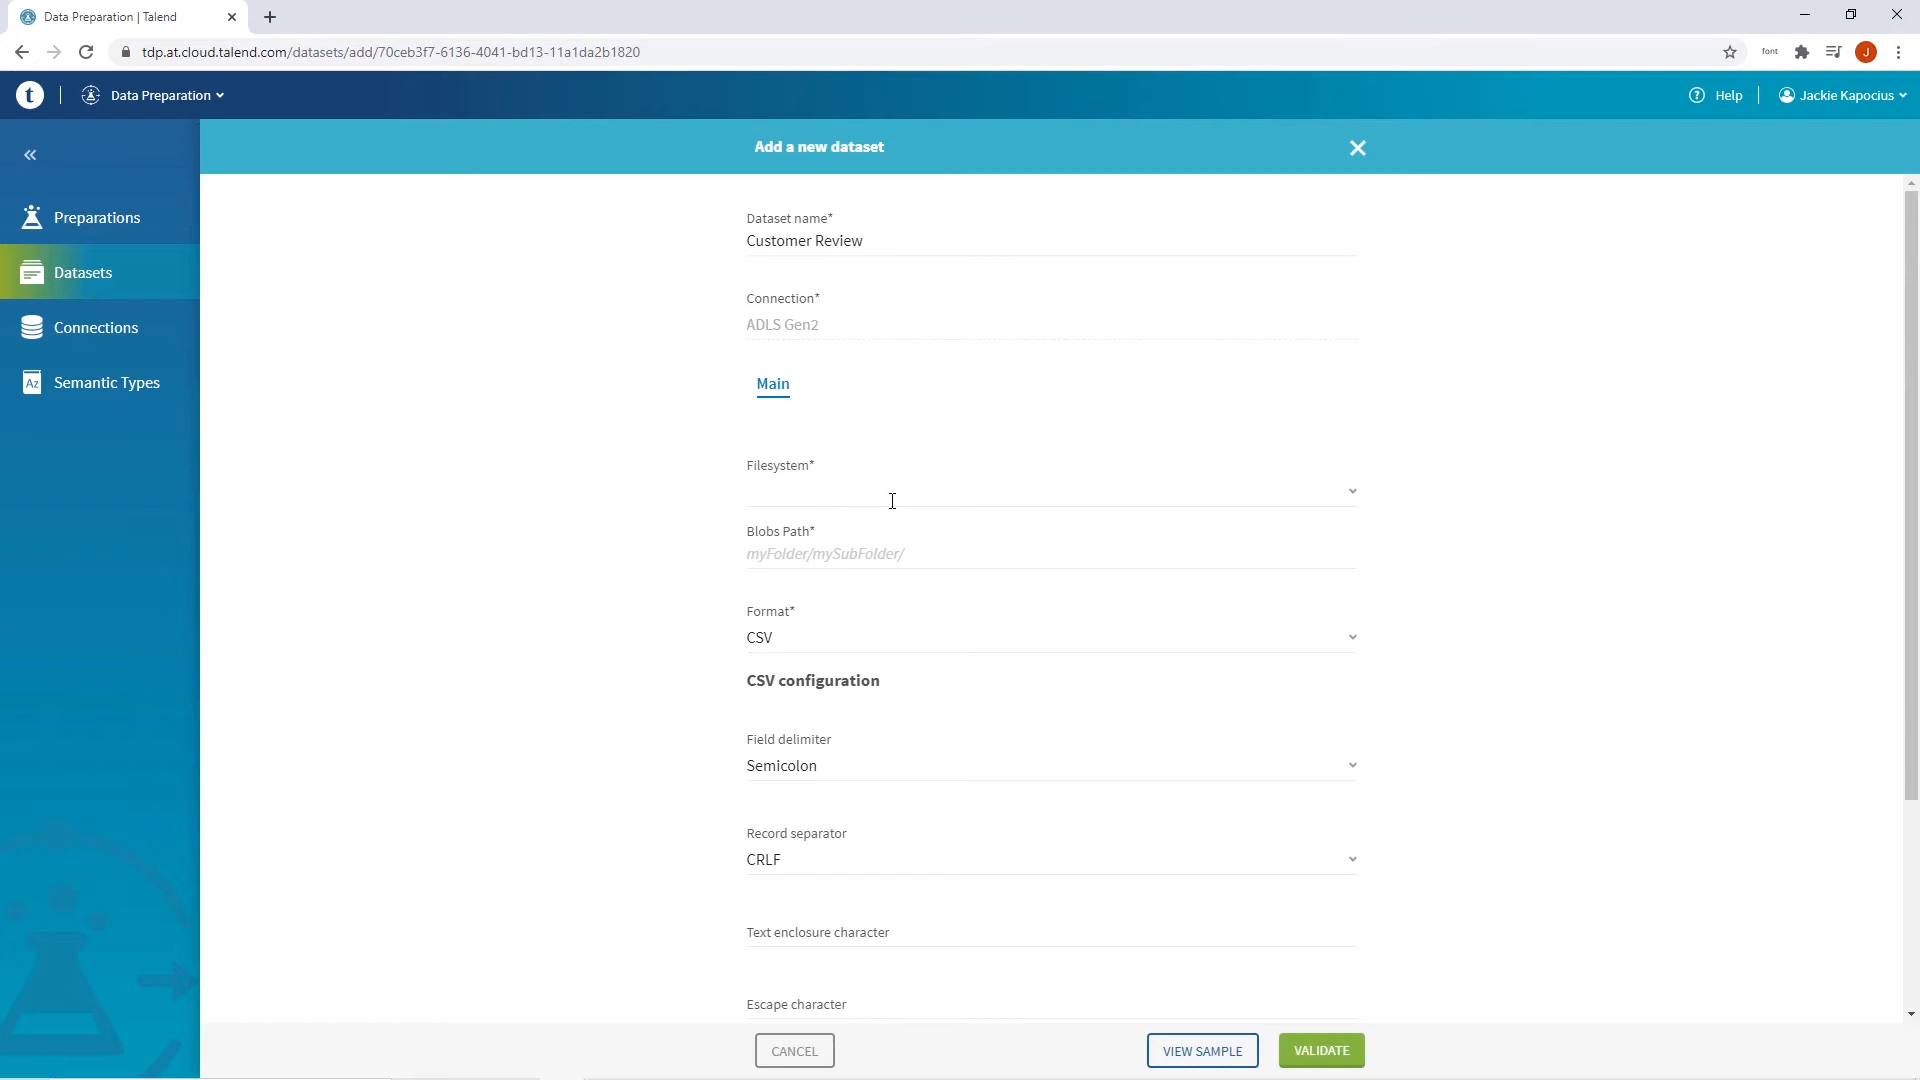 Data Preparation | Talend
tdp.at.cloud.talend.com/datasets/add/70ceb3f7-6136-4041-bd13-11a1da2b1820
font
J
t
Data Preparation
Help
Jackie Kapocius
Add a new dataset
Preparations
Datasets
Connections
Az
Semantic Types
Dataset name*
Customer Review
Connection*
ADLS Gen2
Main
Filesystem*
Blobs Path*
myFolder/mySubFolder/
Format*
CSV
CSV configuration
Field delimiter
Semicolon
Record separator
CRLF
Text enclosure character
Escape character
CANCEL
VIEW SAMPLE
VALIDATE